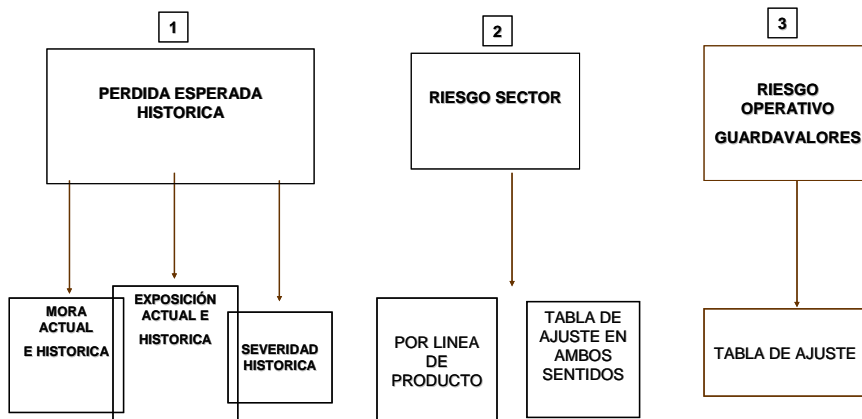 1
PERDIDA ESPERADA
HISTORICA
2
RIESGO SECTOR
3
RIESGO
OPERATIVO
GUARDAVALORES
MORA
ACTUAL
E HISTORICA
EXPOSICIÓN
ACTUAL E
HISTORICA
SEVERIDAD
HISTORICA
POR LINEA
DE
PRODUCTO
TABLA DE
AJUSTE EN
AMBOS
SENTIDOS
TABLA DE AJUSTE